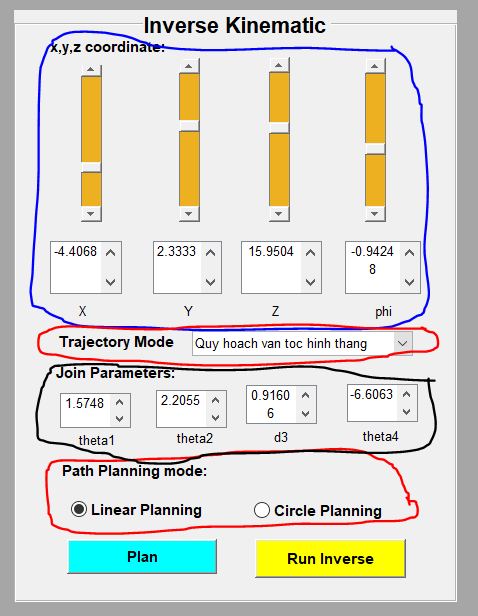 Inverse Kinematic
x,y,z coordinate:
-4.4068 2.3333 15.9504 -0.9424
8
X Y Z phi
Trajectory Mode Quy hoach van toc hinh thang
Join Parameters:
1.5748 2.2055 0.9160 -6.6063
6
theta1 theta2 d3 theta4
Path Planning mode:
Linear Planning Circle Planning
Plan Run Inverse